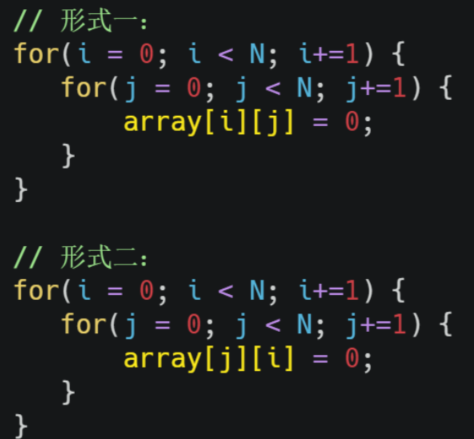 // 形式一:
for(i = 0; i < N; i+=1) {
    for(j = 0; j < N; j+=1) {
        array[i][j] = 0;
    }
}

// 形式二:
for(i = 0; i < N; i+=1) {
    for(j = 0; j < N; j+=1) {
        array[j][i] = 0;
    }
}